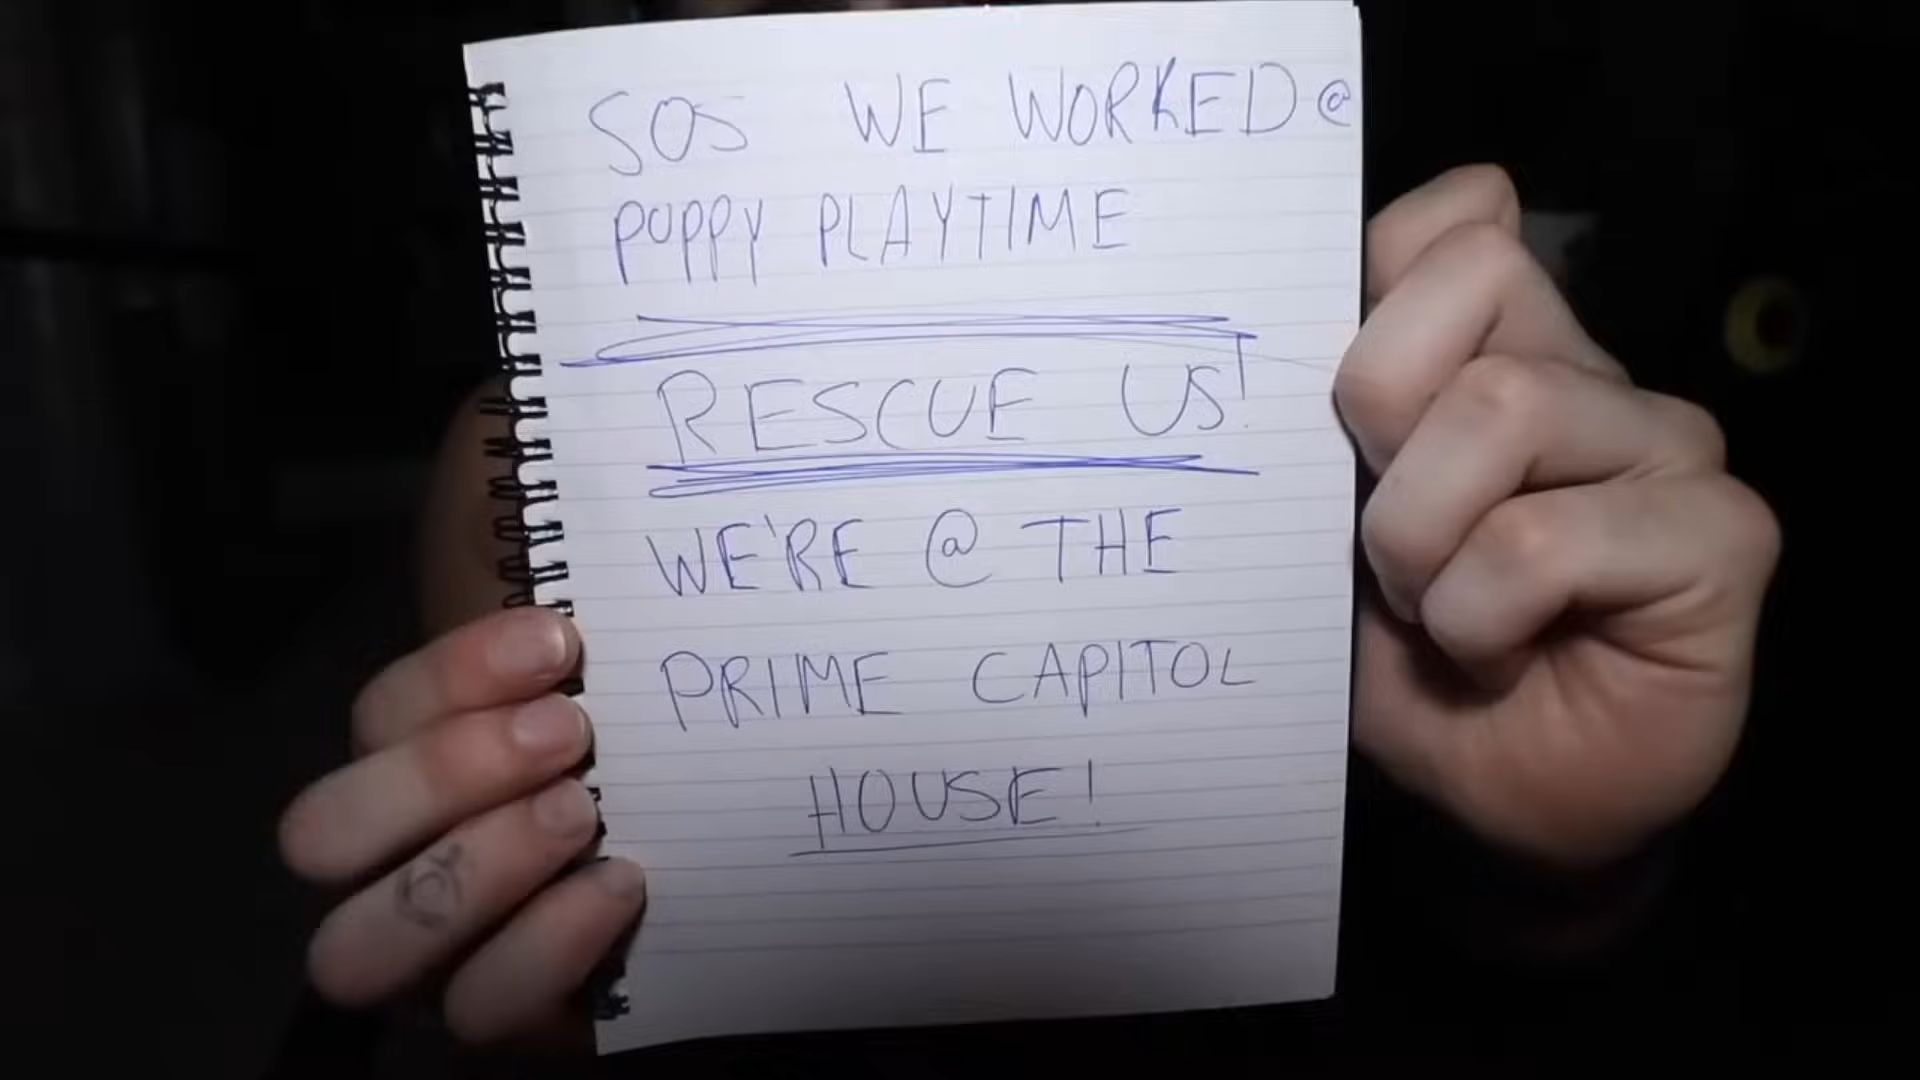 SOS WE WORKED @
POPPY PLAYTIME
RESCUE US!
WE'RE @ THE
PRIME CAPITOL
HOUSE!